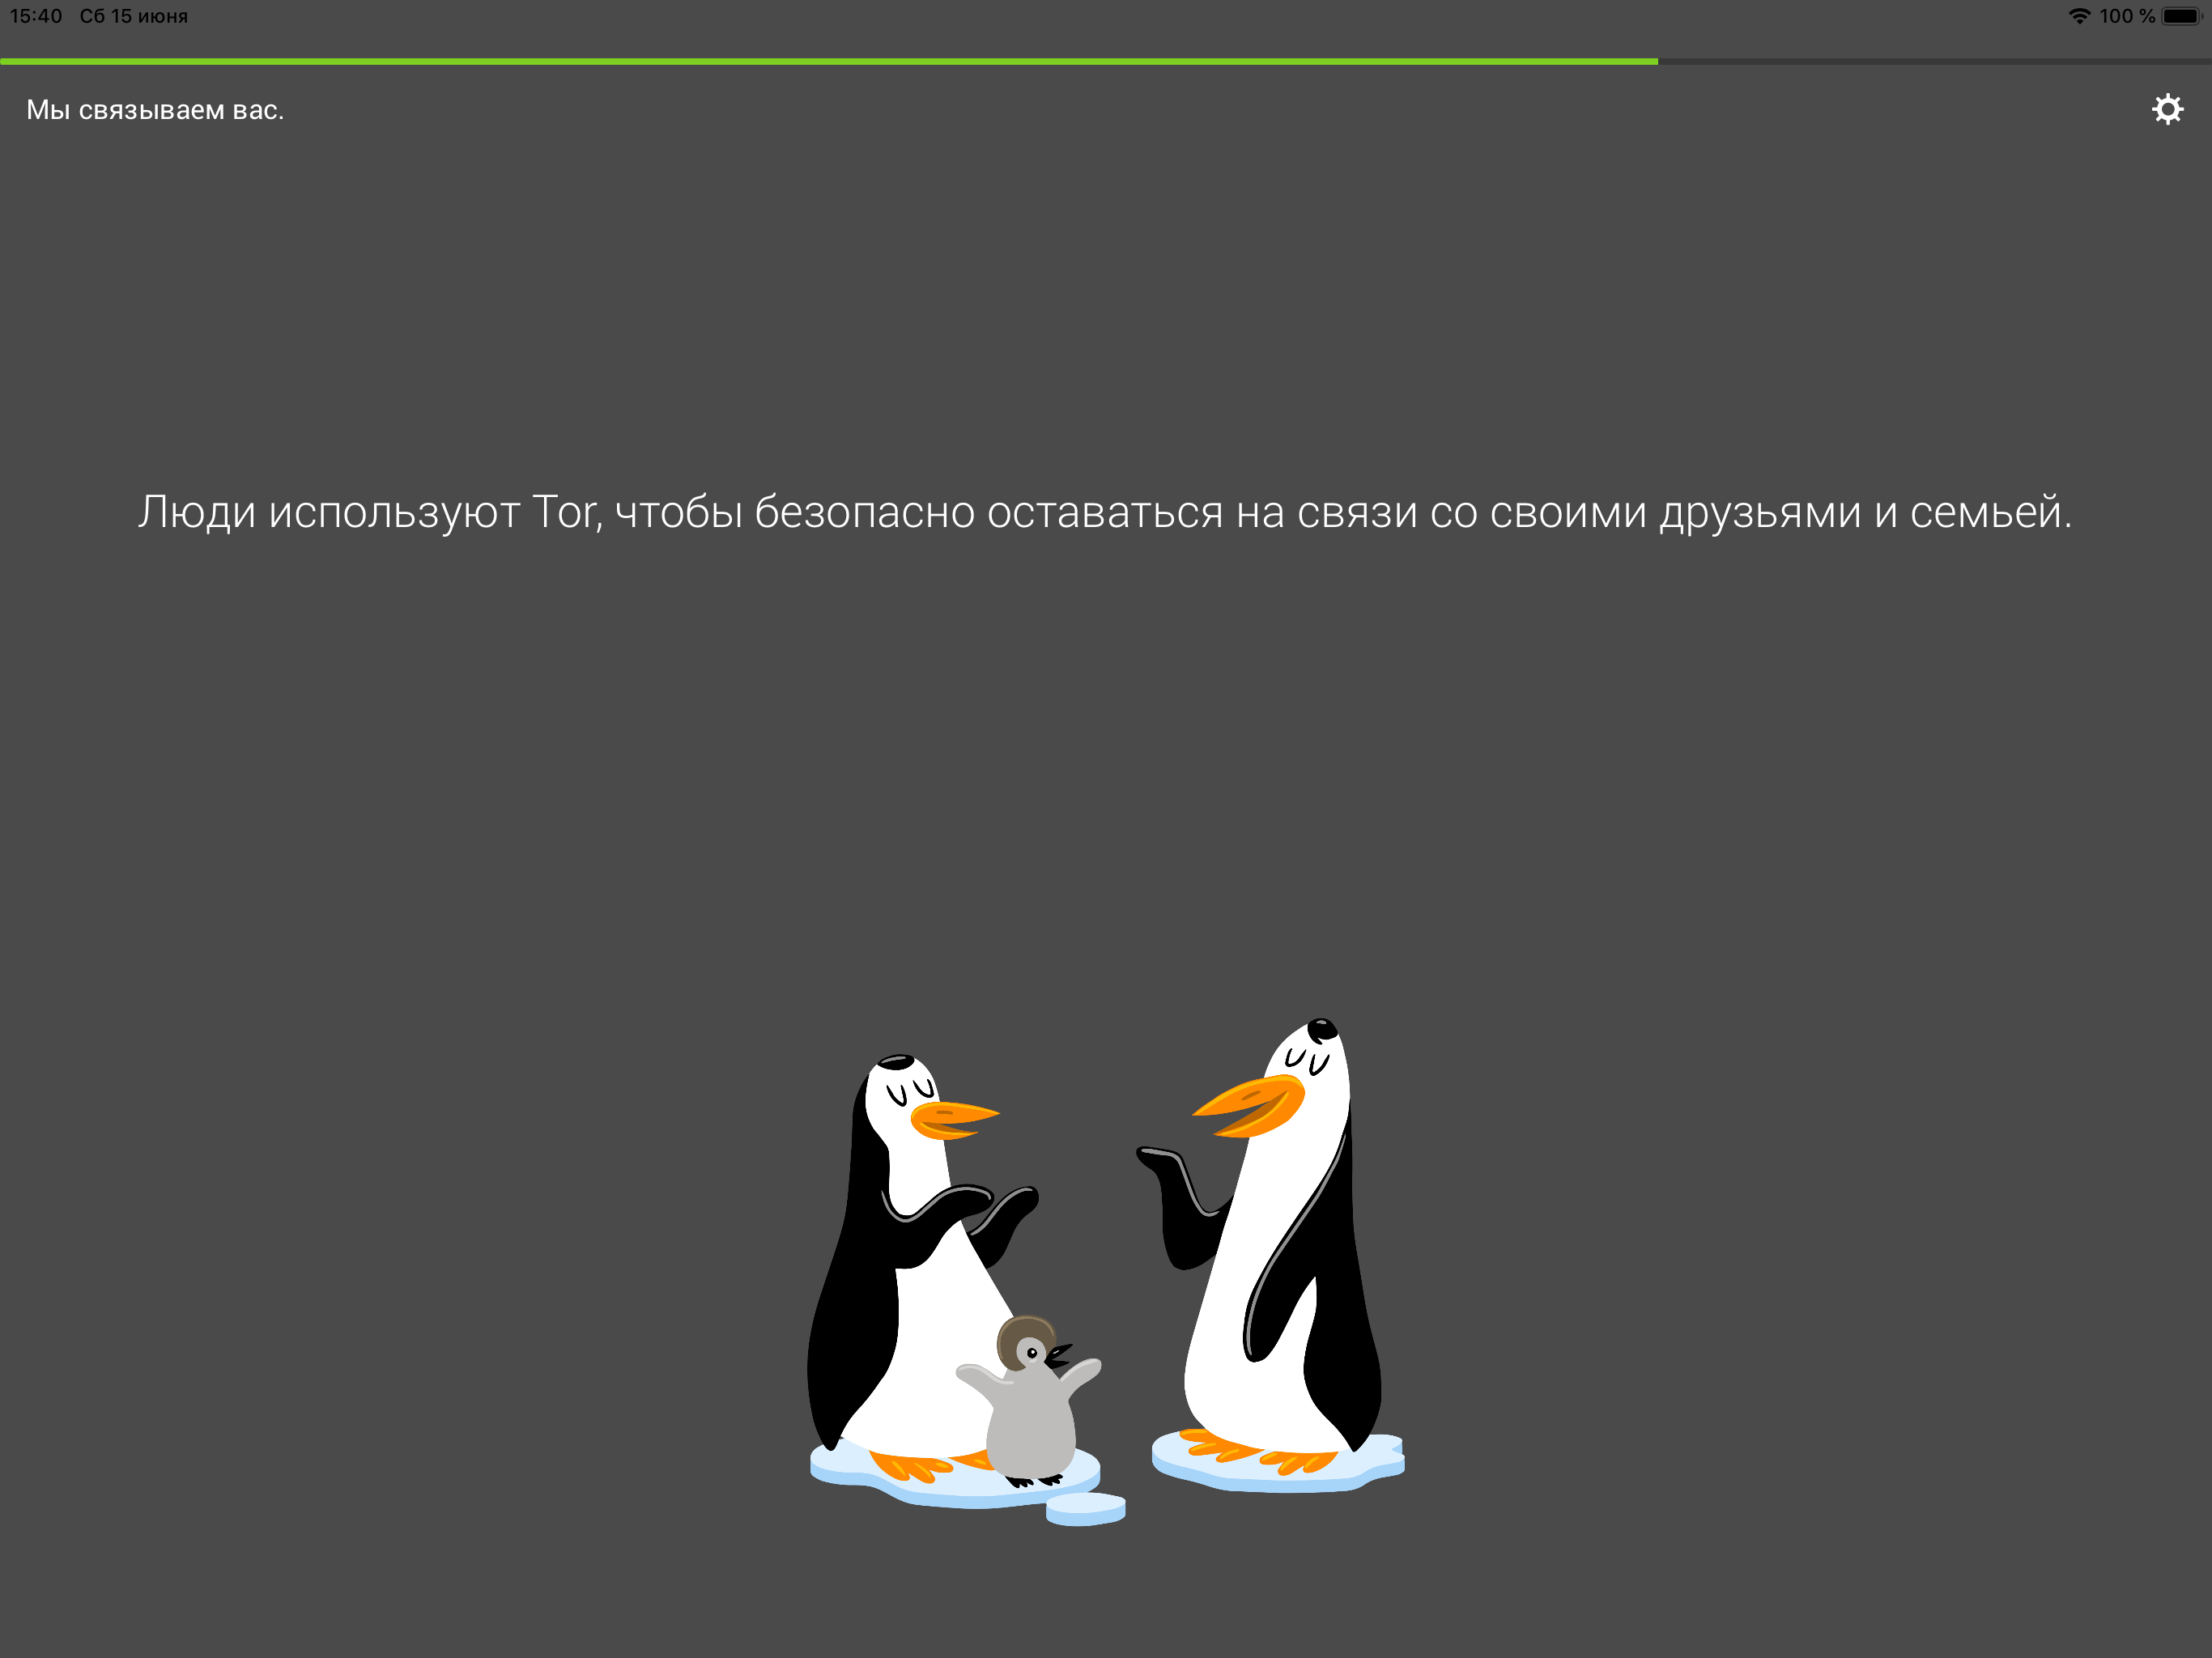 15:40 Сб 15 июня 100 %
Мы связываем вас.
Люди используют Tor, чтобы безопасно оставаться на связи со своими друзьями и семьей.